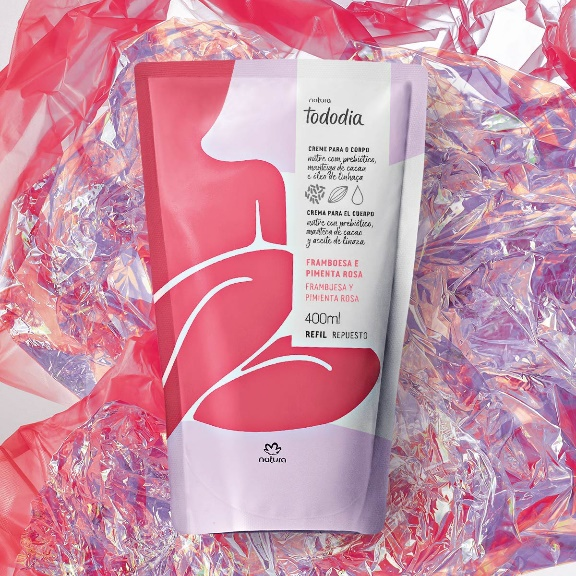 natura
tododia
CREME PARA O CORPO
nutre com prebiótico,
manteiga de cacau
e óleo de linhaça
CREMA PARA EL CUERPO
nutre con prebiótico,
manteca de cacao
y aceite de linaza
FRAMBOESA E
PIMENTA ROSA
FRAMBUESA Y
PIMIENTA ROSA
400ml
REFIL REPUESTO
natura